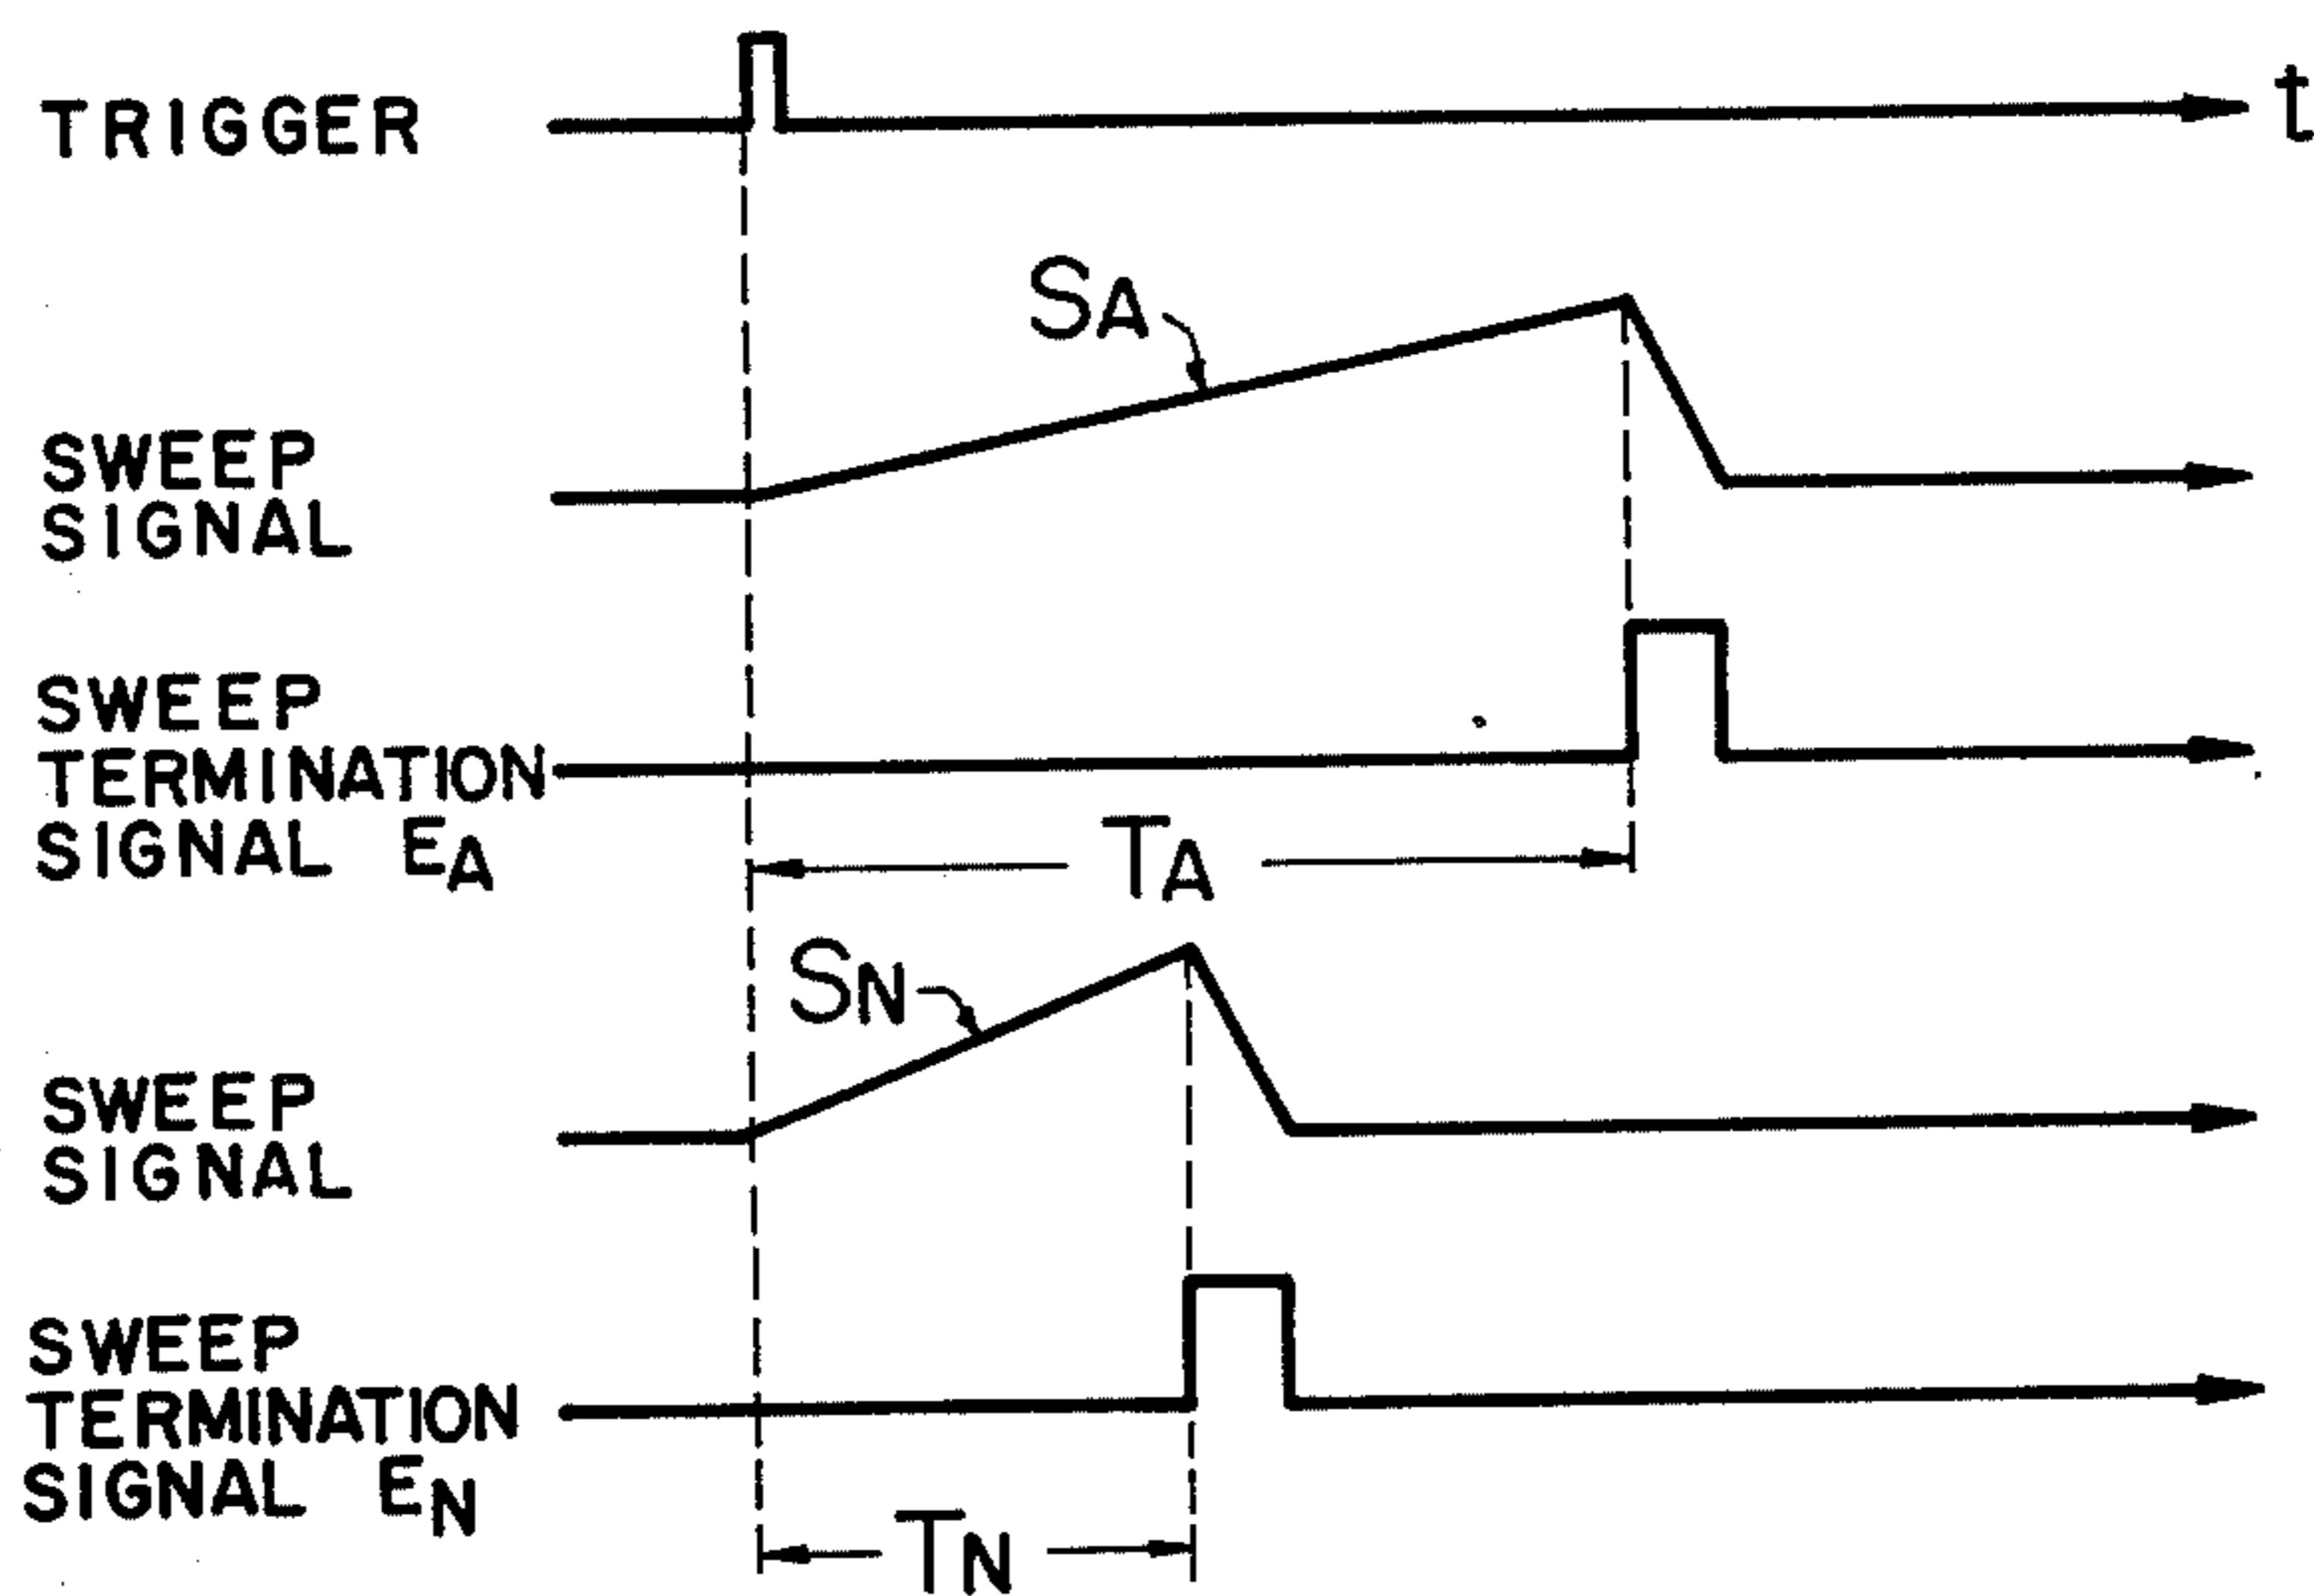 TRIGGER
t
SA
SWEEP
SIGNAL
SWEEP
TERMINATION
SIGNAL EA
TA
SN
SWEEP
SIGNAL
SWEEP
TERMINATION
SIGNAL EN
TN